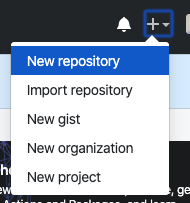 New repository
Import repository
New gist
New organization
New project